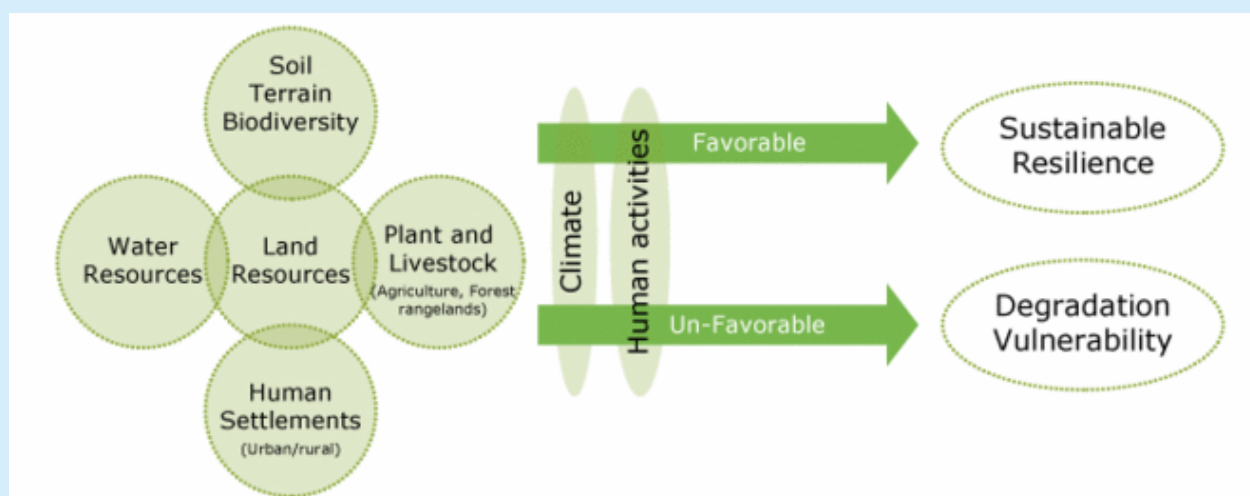 Soil
Terrain
Biodiversity
Water
Resources
Land
Resources
Plant and
Livestock
(Agriculture, Forest
rangelands)
Human
Settlements
(Urban/rural)
Climate
Human activities
Favorable
Un-Favorable
Sustainable
Resilience
Degradation
Vulnerability